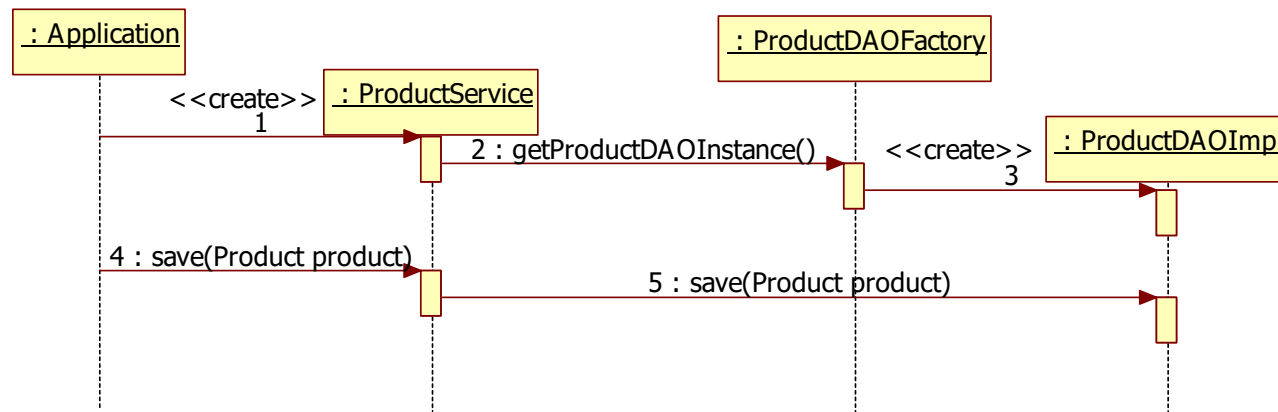 : Application
: ProductDAOFactory
<<create>>
: ProductService
1
2 : getProductDAOInstance()
<<create>>
: ProductDAOImp
3
4 : save(Product product)
5 : save(Product product)